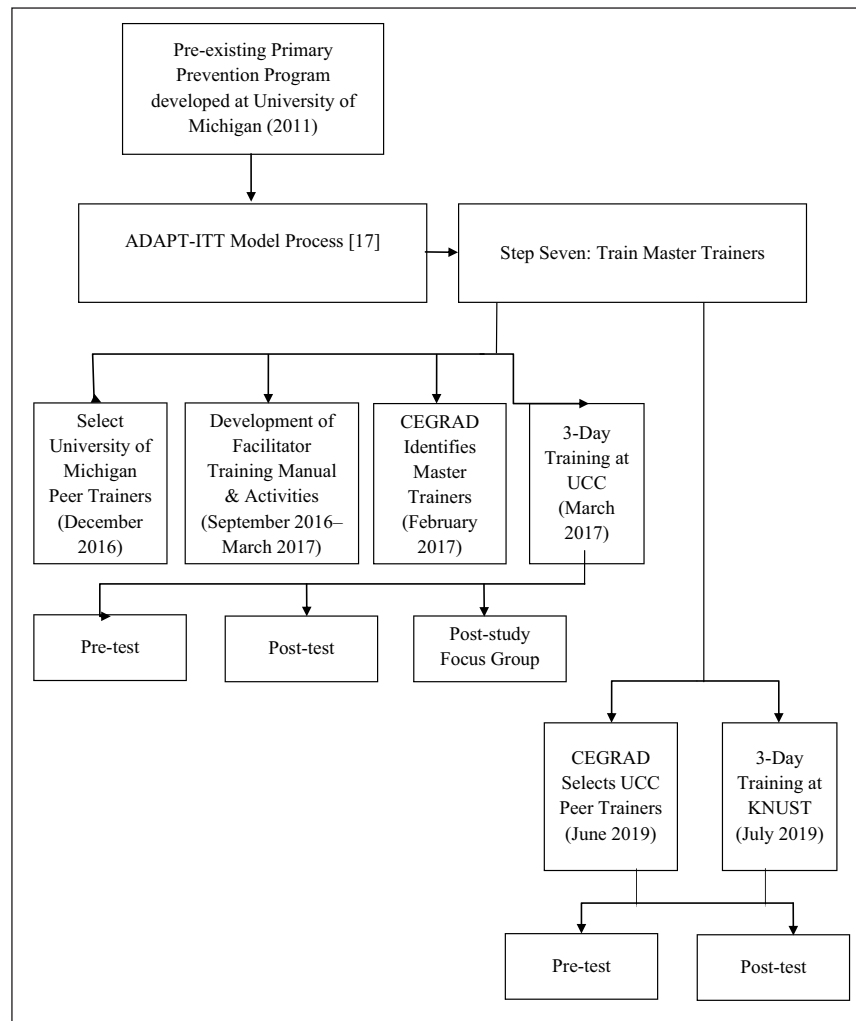 Pre-existing Primary
Prevention Program
developed at University of
Michigan (2011)
ADAPT-ITT Model Process [17]
Step Seven: Train Master Trainers
Select
University of
Michigan
Peer Trainers
(December
2016)
Development of
Facilitator
Training Manual
& Activities
(September 2016–
March 2017)
CEGRAD
Identifies
Master
Trainers
(February
2017)
3-Day
Training at
UCC
(March
2017)
Pre-test
Post-test
Post-study
Focus Group
CEGRAD
Selects UCC
Peer Trainers
(June 2019)
3-Day
Training at
KNUST
(July 2019)
Pre-test
Post-test